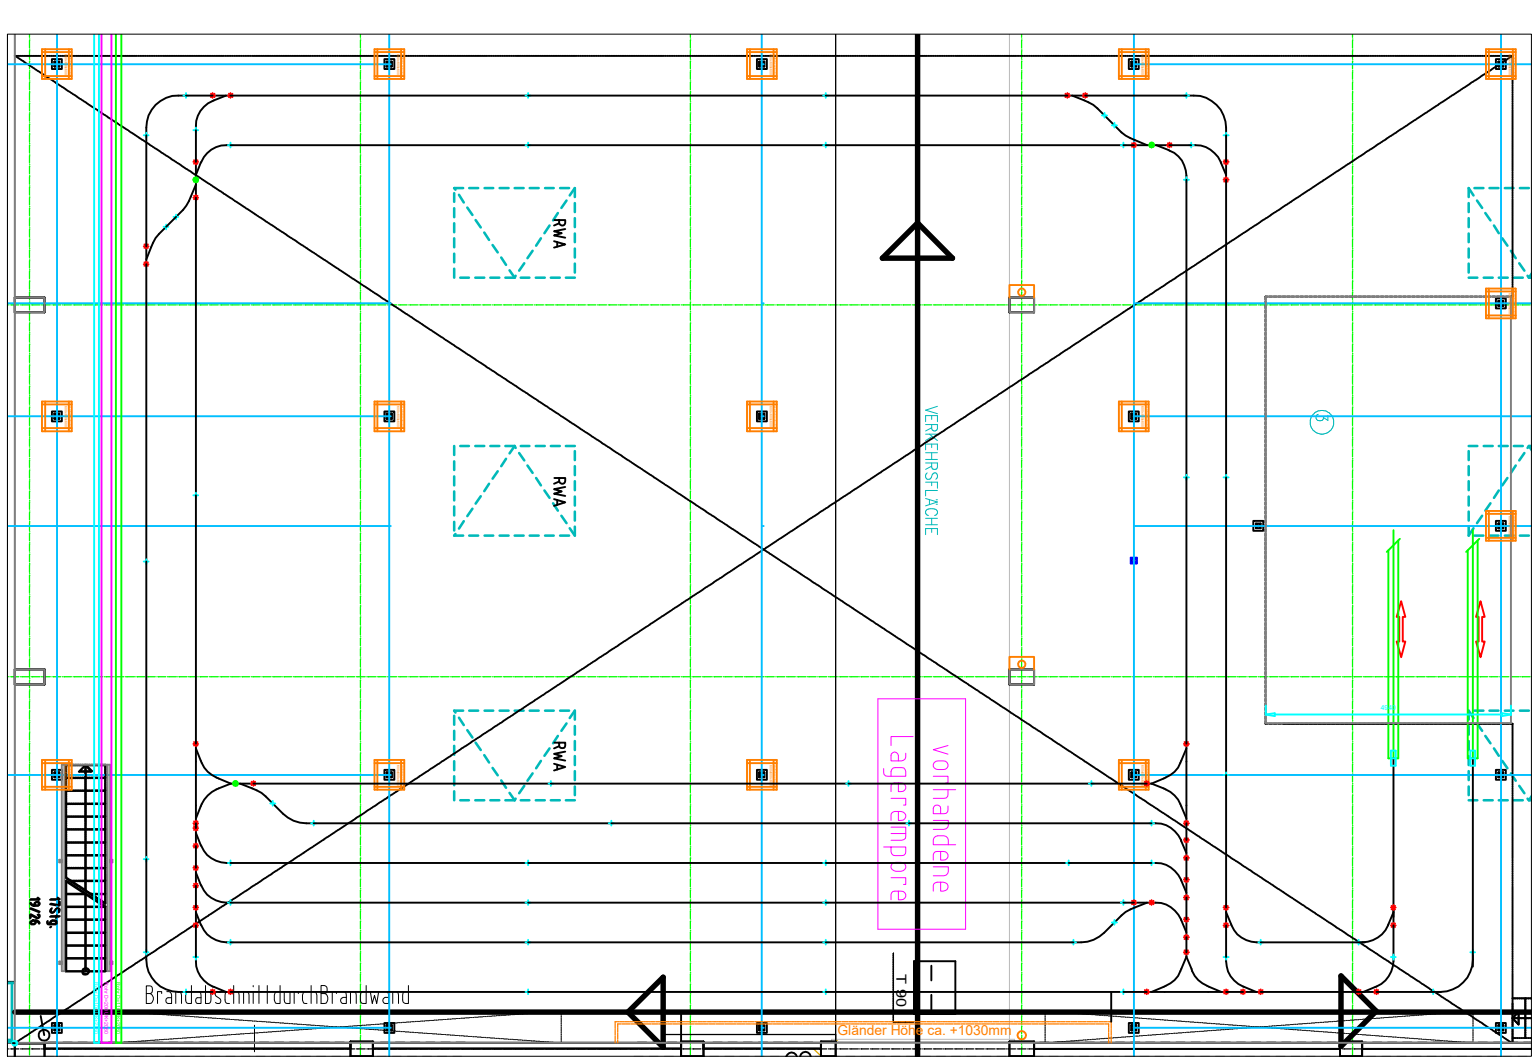 RWA
RWA
RWA
VERKEHRSFLÄCHE
3
vorhandene
Lagerempore
17Stg.
19/26
T 90
BrandabschnittdurchBrandwand
Gländer Höhe ca. +1030mm